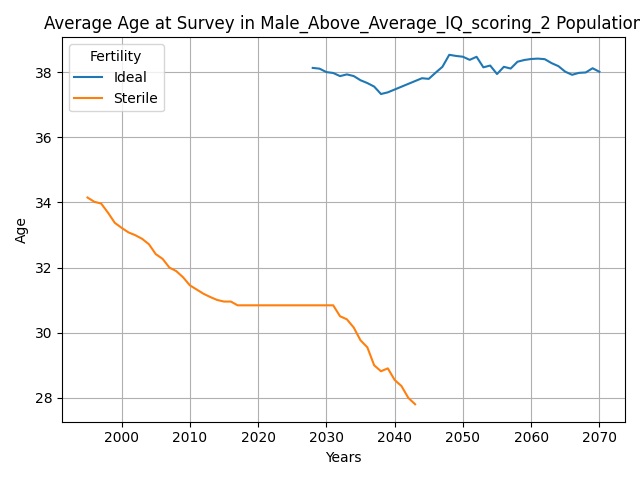 Average Age at Survey in Male_Above_Average_IQ_scoring_2 Population
Fertility
Ideal
Sterile
38
36
34
32
30
28
Age
2000 2010 2020 2030 2040 2050 2060 2070
Years